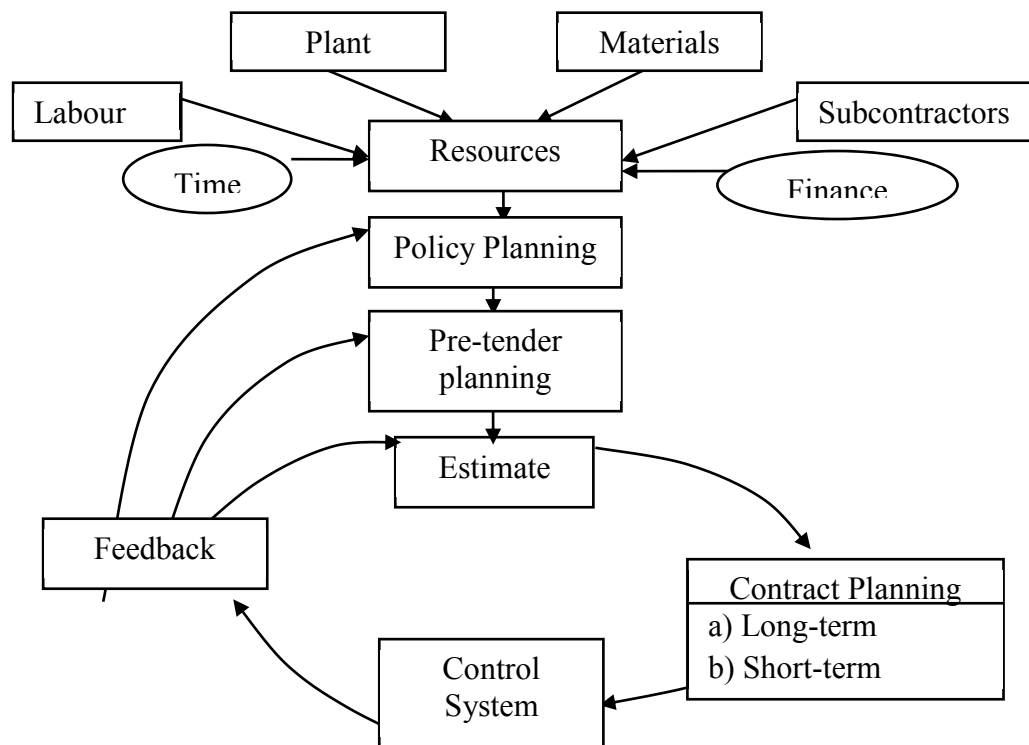 Plant
Materials
Labour
Subcontractors
Resources
Time
Finance
Policy Planning
Pre-tender
planning
Estimate
Feedback
Contract Planning
a) Long-term
b) Short-term
Control
System